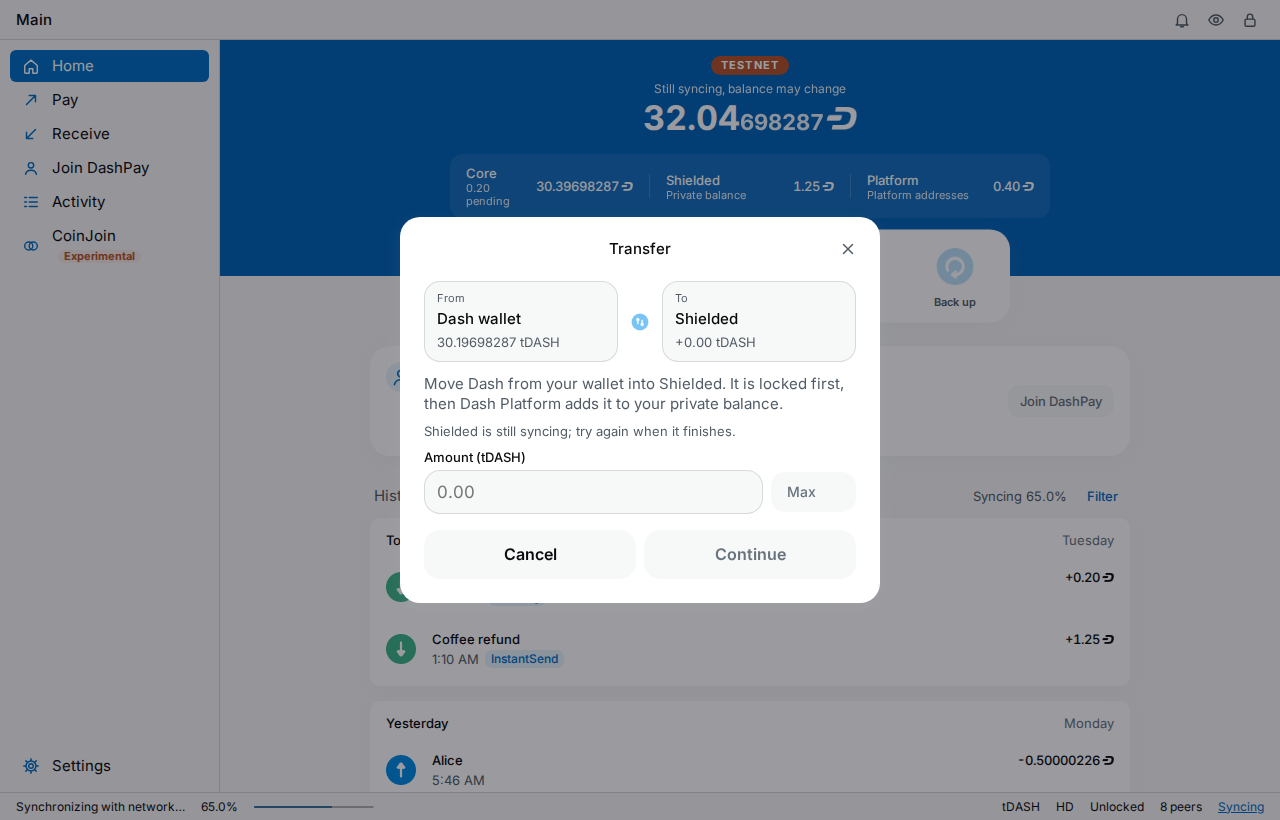 Main
Home
Pay
Receive
Join DashPay
Activity
CoinJoin
Experimental
Settings
TESTNET
Still syncing, balance may change
32.04698287
Core
0.20 pending
30.39698287
Shielded
Private balance
1.25
Platform
Platform addresses
0.40
Back up
Join DashPay
Transfer
From
Dash wallet
30.19698287 tDASH
To
Shielded
+0.00 tDASH
Move Dash from your wallet into Shielded. It is locked first,
then Dash Platform adds it to your private balance.
Shielded is still syncing; try again when it finishes.
Amount (tDASH)
0.00
Max
Cancel
Continue
Syncing 65.0%
Filter
Tuesday
+0.20
Coffee refund
+1.25
1:10 AM
InstantSend
Yesterday
Monday
Alice
-0.50000226
5:46 AM
Synchronizing with network…
65.0%
tDASH
HD
Unlocked
8 peers
Syncing